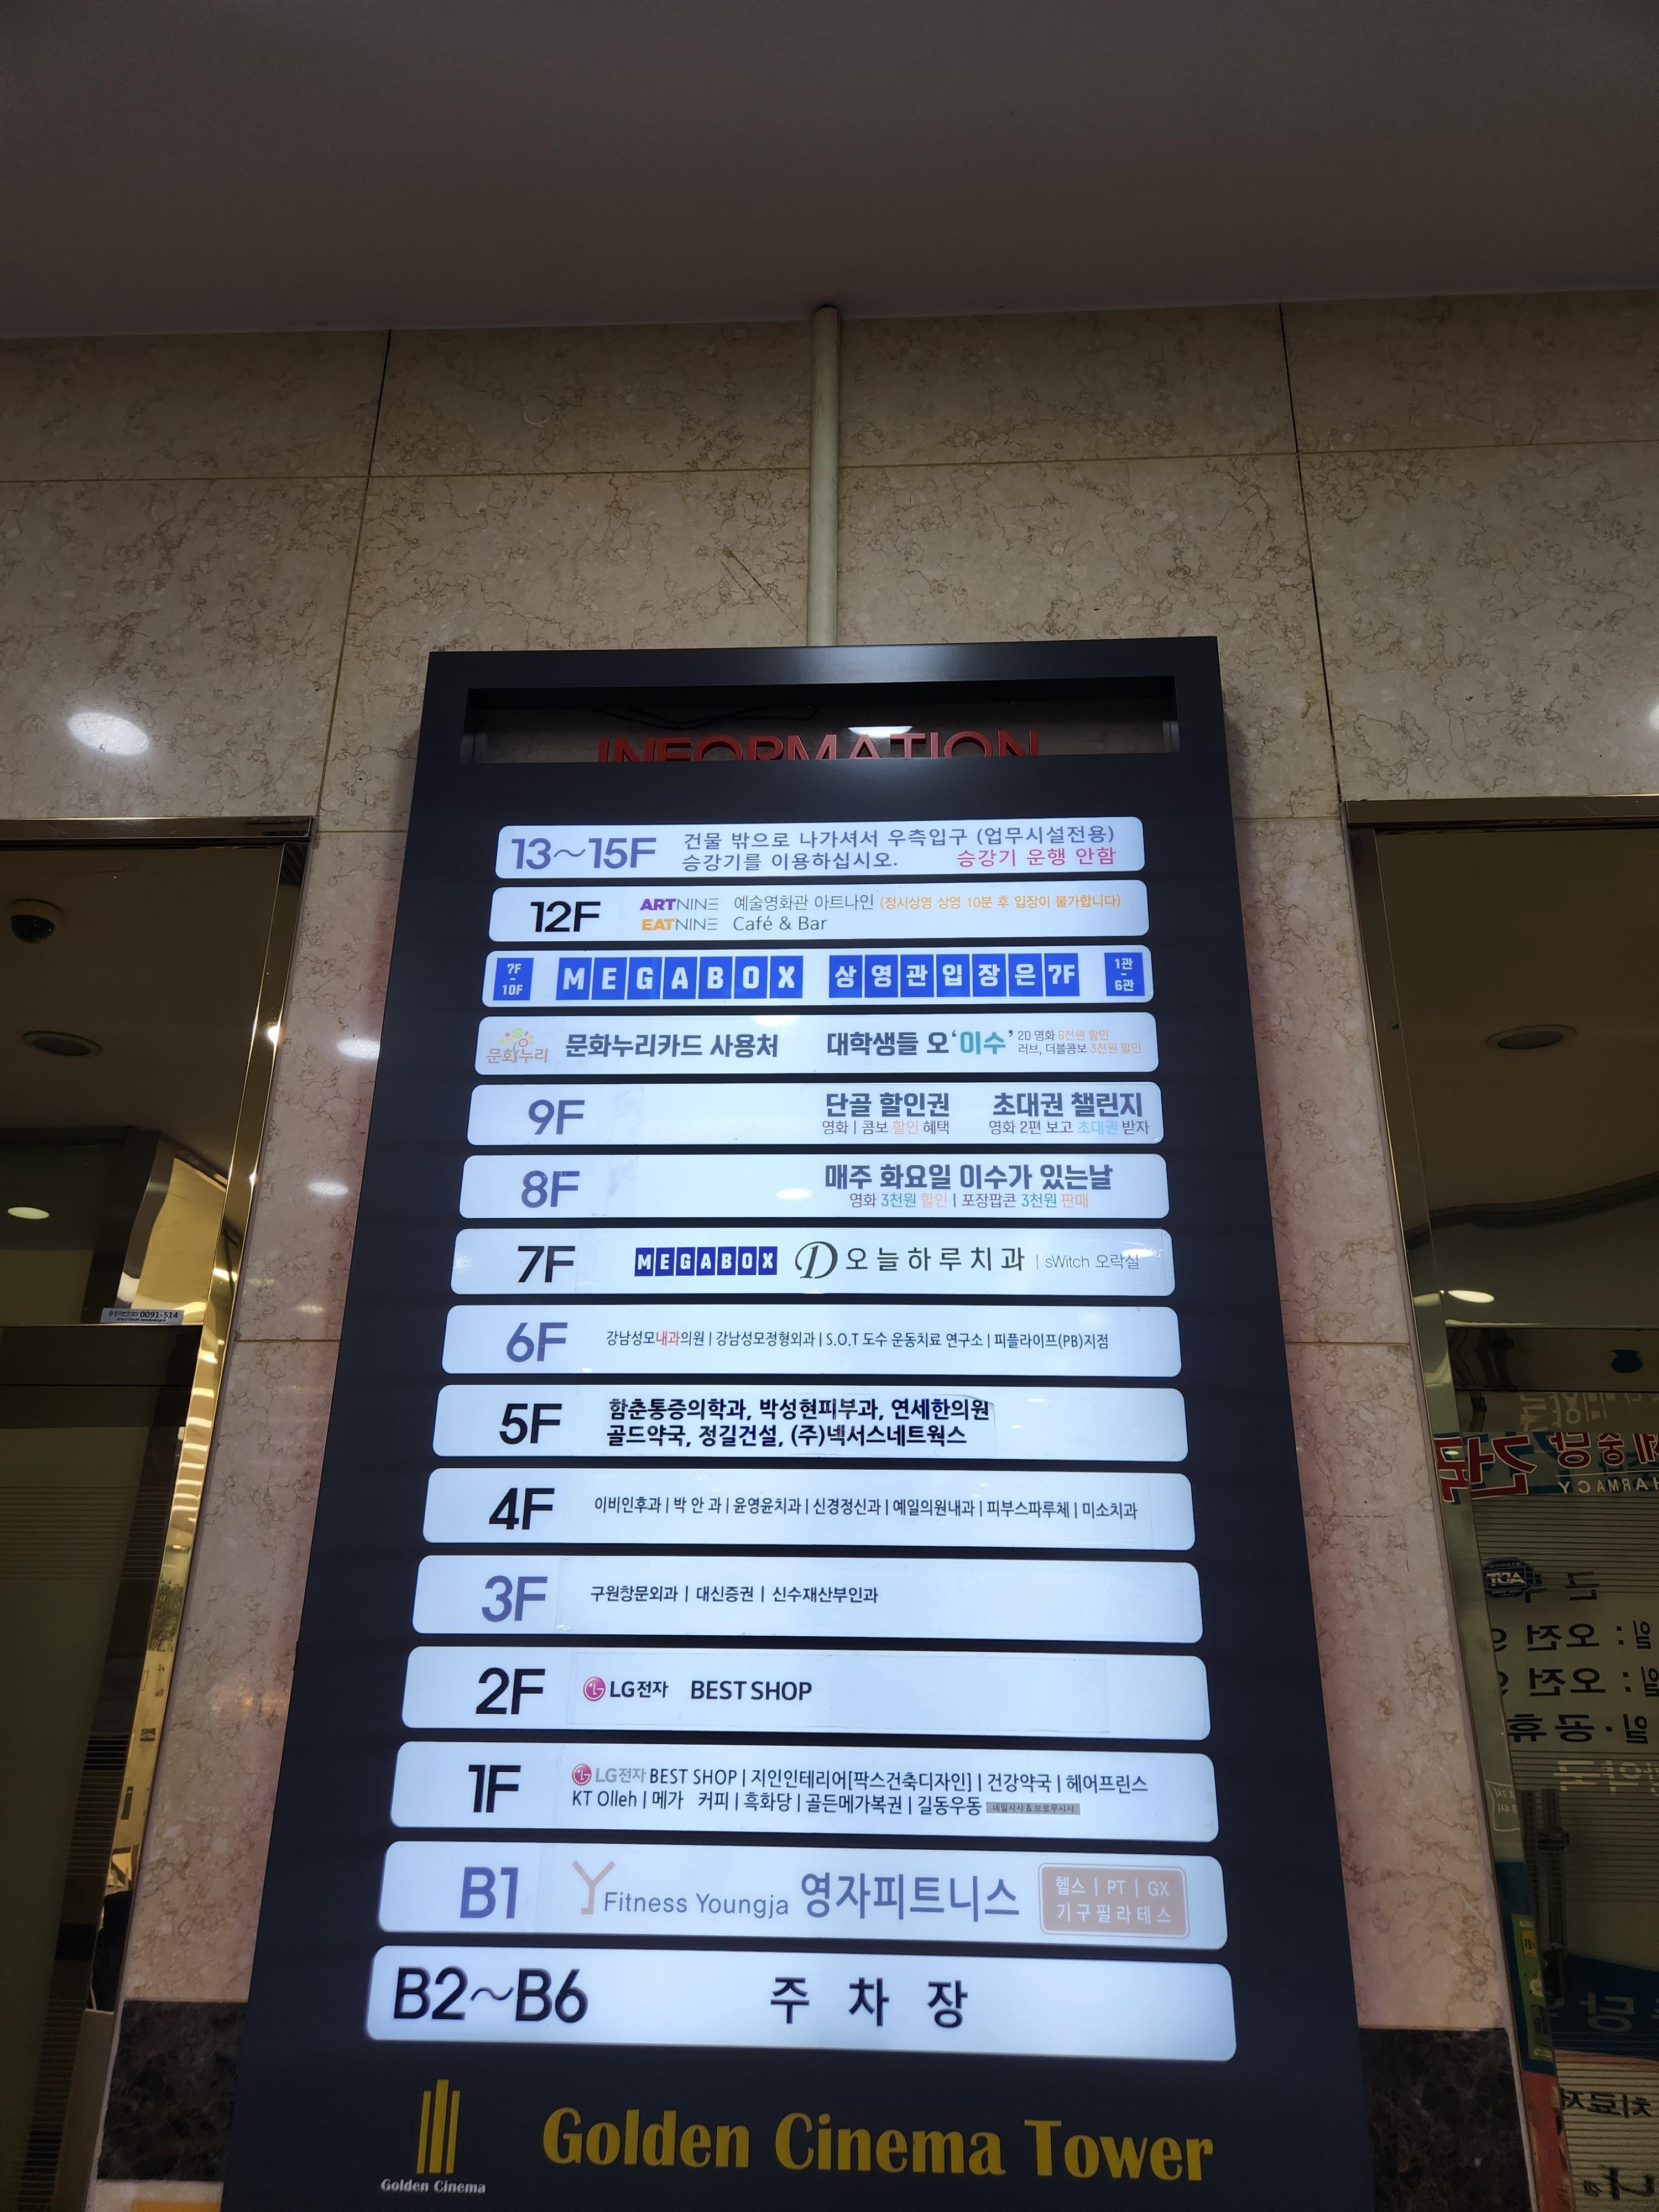 INFORMATION
13~15F 건물 밖으로 나가셔서 우측입구 (업무시설전용)
승강기를 이용하십시오. 승강기 운행 안함
12F ARTNINE 예술영화관 아트나인 (정시상영 상영 10분 후 입장이 불가합니다)
EATNINE Café & Bar
7F - 10F MEGABOX 상영관입장은7F 1관 - 6관
문화누리 문화누리카드 사용처 대학생들 오‘이수’ 2D 영화 6천원 할인
러브, 더블콤보 3천원 할인
9F 단골 할인권 초대권 챌린지
영화 | 콤보 할인 혜택 영화 2편 보고 초대권 받자
8F 매주 화요일 이수가 있는날
영화 3천원 할인 | 포장팝콘 3천원 판매
7F MEGABOX D 오늘하루치과 | sWitch 오락실
6F 강남성모내과의원 | 강남성모정형외과 | S.O.T 도수 운동치료 연구소 | 피플라이프(PB)지점
5F 함춘통증의학과, 박성현피부과, 연세한의원
골드약국, 정길건설, (주)넥서스네트웍스
4F 이비인후과 | 박 안 과 | 윤영윤치과 | 신경정신과 | 예일의원내과 | 피부스파루체 | 미소치과
3F 구원항문외과 | 대신증권 | 신수재산부인과
2F LG전자 BEST SHOP
1F LG전자 BEST SHOP | 지인인테리어[팍스건축디자인] | 건강약국 | 헤어프린스
KT Olleh | 메가 커피 | 흑화당 | 골든메가복권 | 길동우동 네일사사 & 브로우사사
B1 Y Fitness Youngja 영자피트니스 헬스 | PT | GX
기구필라테스
B2~B6 주 차 장
Golden Cinema
Golden Cinema Tower
0091-514